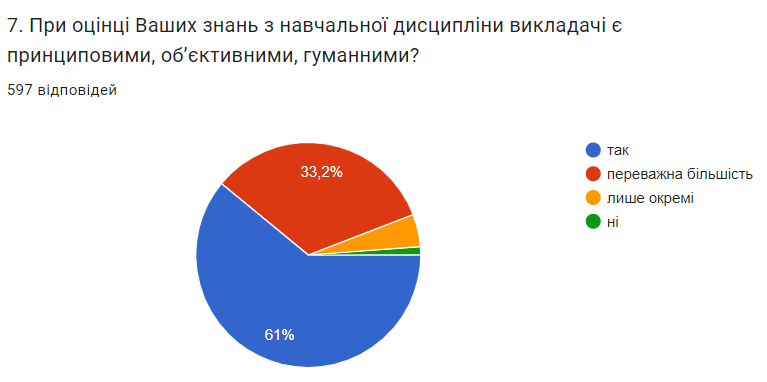 7. При оцінці Ваших знань з навчальної дисципліни викладачі є
принциповими, об’єктивними, гуманними?
597 відповідей
33,2%
61%
так
переважна більшість
лише окремі
ні